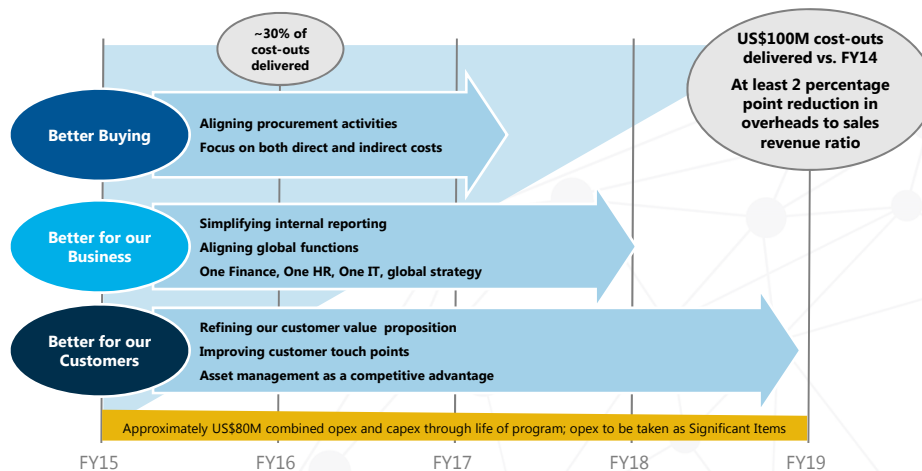 ~30% of
cost-outs
delivered
US$100M cost-outs
delivered vs. FY14
At least 2 percentage
point reduction in
overheads to sales
revenue ratio
Better Buying
Aligning procurement activities
Focus on both direct and indirect costs
Better for our
Business
Simplifying internal reporting
Aligning global functions
One Finance, One HR, One IT, global strategy
Better for our
Customers
Refining our customer value proposition
Improving customer touch points
Asset management as a competitive advantage
Approximately US$80M combined opex and capex through life of program; opex to be taken as Significant Items
FY15 FY16 FY17 FY18 FY19